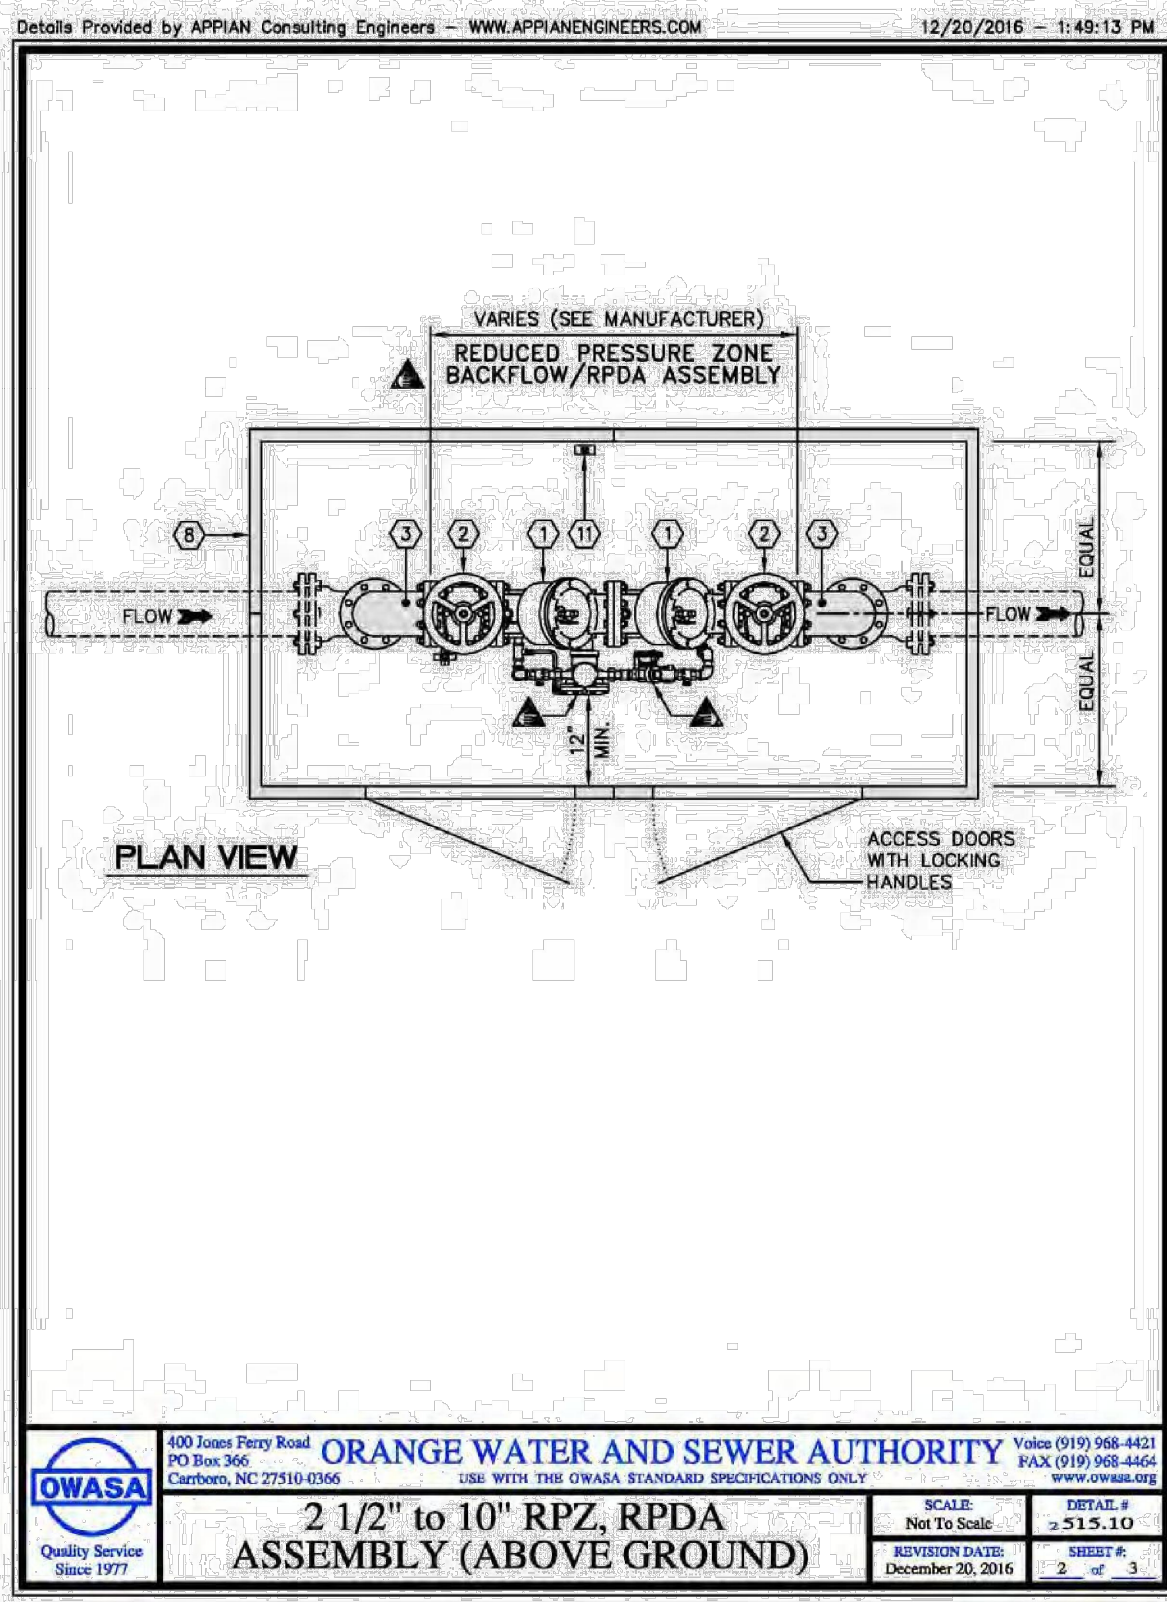 Details Provided by APPIAN Consulting Engineers – WWW.APPIANENGINEERS.COM
12/20/2016 – 1:49:13 PM
VARIES (SEE MANUFACTURER)
REDUCED PRESSURE ZONE
BACKFLOW/RPDA ASSEMBLY
8
3
2
1
11
1
2
3
FLOW
FLOW
EQUAL
EQUAL
12"
MIN.
PLAN VIEW
ACCESS DOORS
WTH LOCKING
HANDLES
OWASA
Quality Service
Since 1977
400 Jones Ferry Road
PO Box 366
Carrboro, NC 27510-0366
ORANGE WATER AND SEWER AUTHORITY
USE WITH THE OWASA STANDARD SPECIFICATIONS ONLY
Voice (919) 968-4421
FAX (919) 968-4464
www.owasa.org
2 1/2" to 10" RPZ, RPDA
ASSEMBLY (ABOVE GROUND)
SCALE:
Not To Scale
DETAIL #
2 515.10
REVISION DATE:
December 20, 2016
SHEET #:
2 of 3